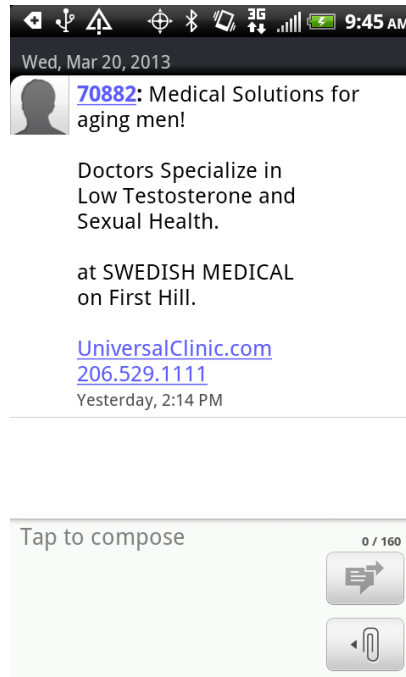 3G 9:45 AM
Wed, Mar 20, 2013
70882: Medical Solutions for
aging men!
Doctors Specialize in
Low Testosterone and
Sexual Health.
at SWEDISH MEDICAL
on First Hill.
UniversalClinic.com
206.529.1111
Yesterday, 2:14 PM
Tap to compose
0 / 160